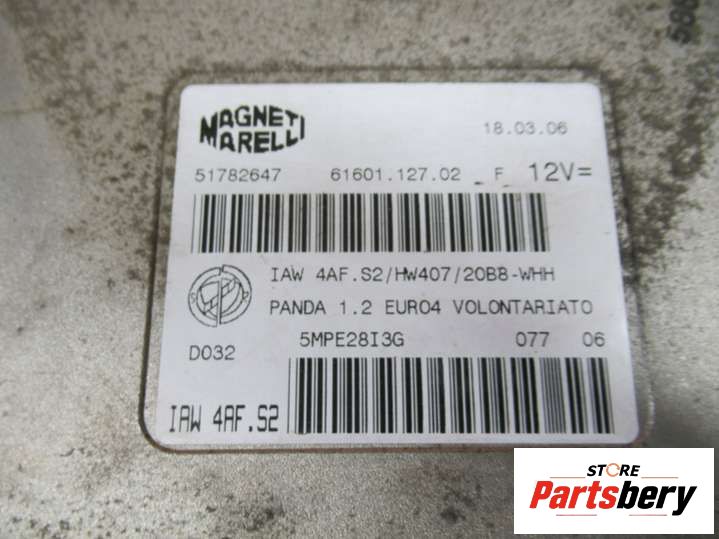 MAGNETI
MARELLI
18.03.06
51782647 61601.127.02 F 12V=
IAW 4AF.S2/HW407/20B8-WHH
PANDA 1.2 EURO4 VOLONTARIATO
5MPE28I3G 077 06
D032
IAW 4AF.S2
STORE
Partsbery